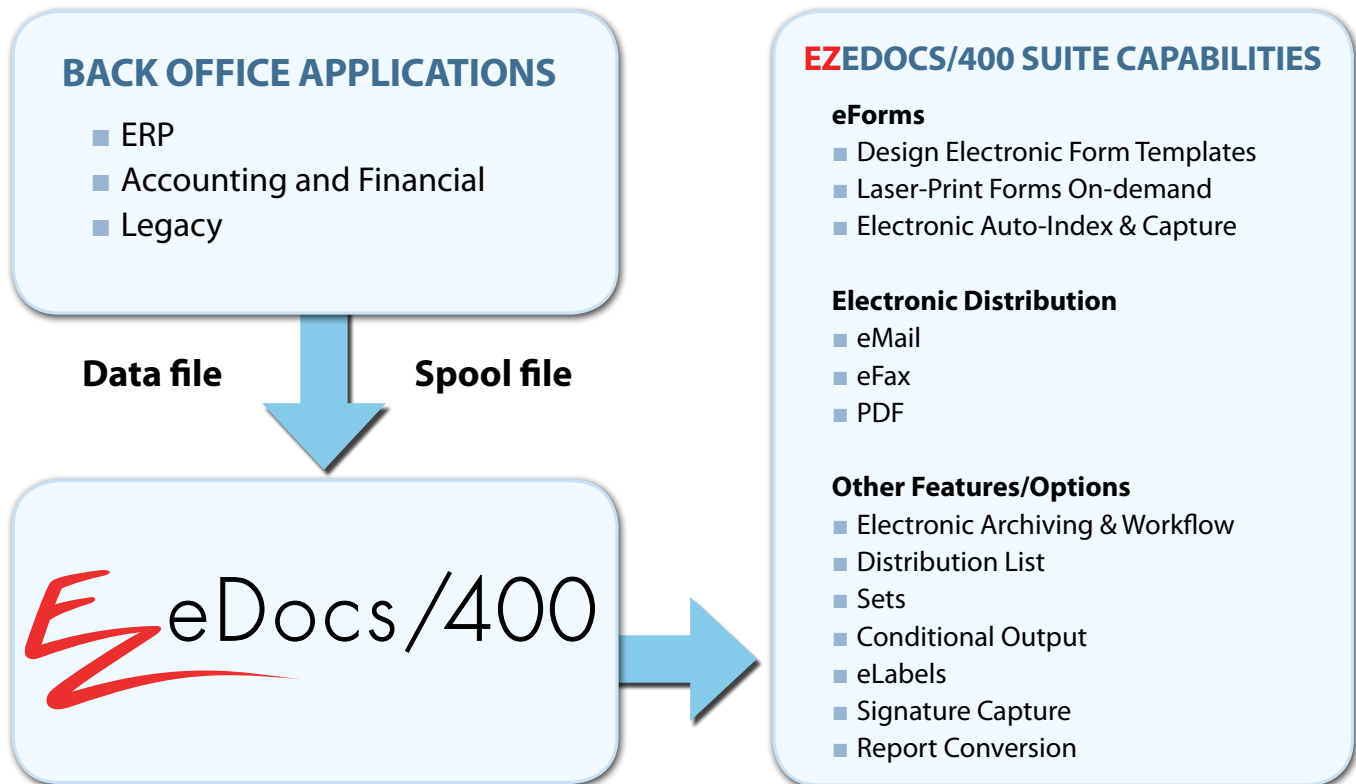 BACK OFFICE APPLICATIONS
ERP
Accounting and Financial
Legacy
Data file
Spool file
EZ eDocs/400
EZEDOCS/400 SUITE CAPABILITIES
eForms
Design Electronic Form Templates
Laser-Print Forms On-demand
Electronic Auto-Index & Capture
Electronic Distribution
eMail
eFax
PDF
Other Features/Options
Electronic Archiving & Workflow
Distribution List
Sets
Conditional Output
eLabels
Signature Capture
Report Conversion